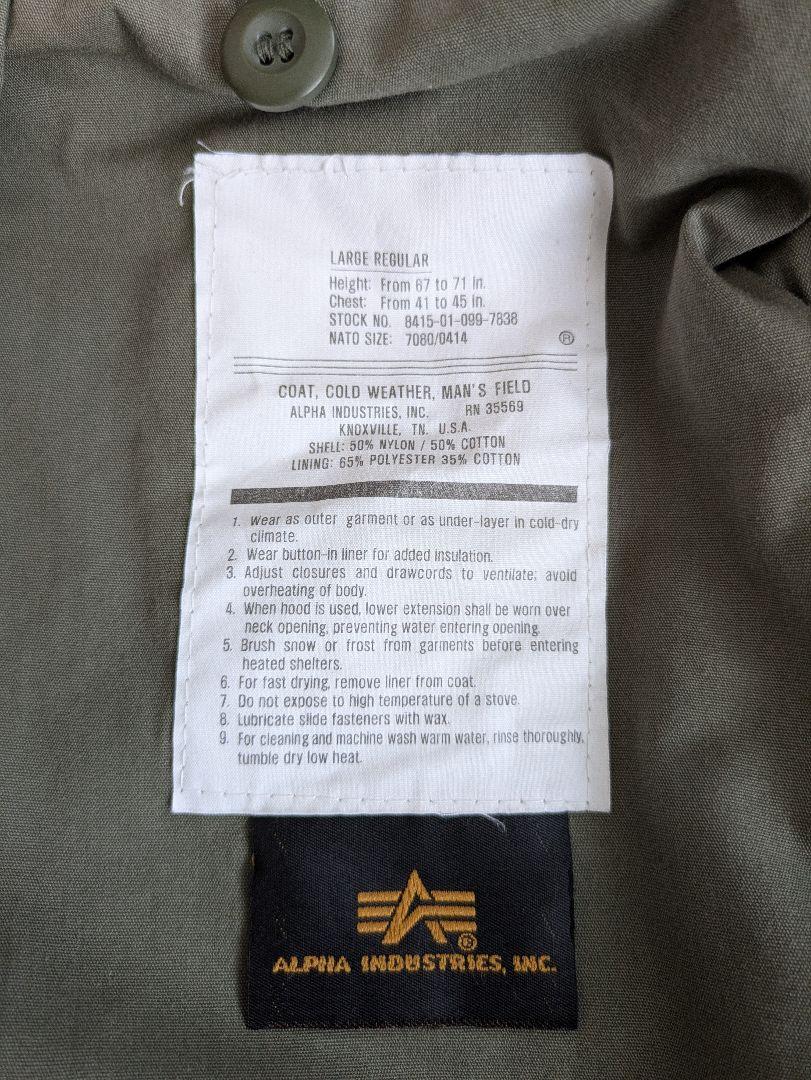 LARGE REGULAR
Height: From 67 to 71 in.
Chest: From 41 to 45 in.
STOCK NO. 8415-01-099-7838
NATO SIZE: 7080/0414
®
COAT, COLD WEATHER, MAN'S FIELD
ALPHA INDUSTRIES, INC. RN 35569
KNOXVILLE, TN. U.S.A.
SHELL: 50% NYLON / 50% COTTON
LINING: 65% POLYESTER 35% COTTON
1. Wear as outer garment or as under-layer in cold-dry
climate.
2. Wear button-in liner for added insulation.
3. Adjust closures and drawcords to ventilate; avoid
overheating of body.
4. When hood is used, lower extension shall be worn over
neck opening, preventing water entering opening.
5. Brush snow or frost from garments before entering
heated shelters.
6. For fast drying, remove liner from coat.
7. Do not expose to high temperature of a stove.
8. Lubricate slide fasteners with wax.
9. For cleaning and machine wash warm water, rinse thoroughly,
tumble dry low heat.
®
ALPHA INDUSTRIES, INC.